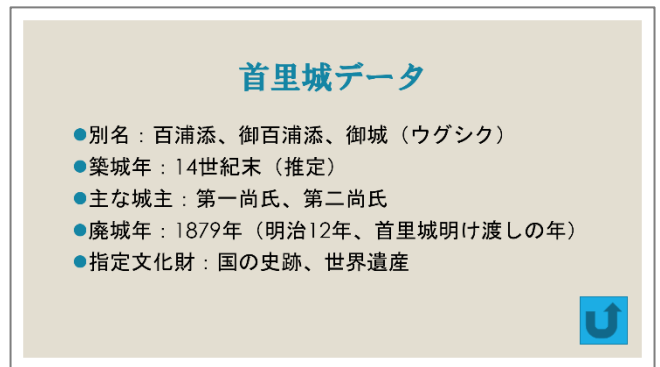 首里城データ
●別名：百浦添、御百浦添、御城（ウグシク）
●築城年：14世紀末（推定）
●主な城主：第一尚氏、第二尚氏
●廃城年：1879年（明治12年、首里城明け渡しの年）
●指定文化財：国の史跡、世界遺産